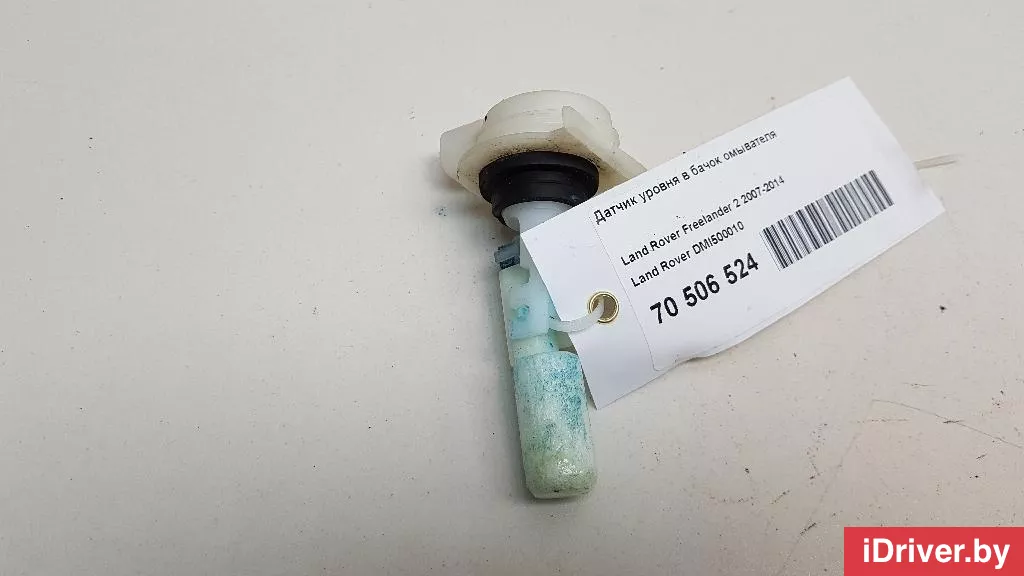 Датчик уровня в бачок омывателя
Land Rover Freelander 2 2007-2014
Land Rover DMI500010
70 506 524
iDriver.by